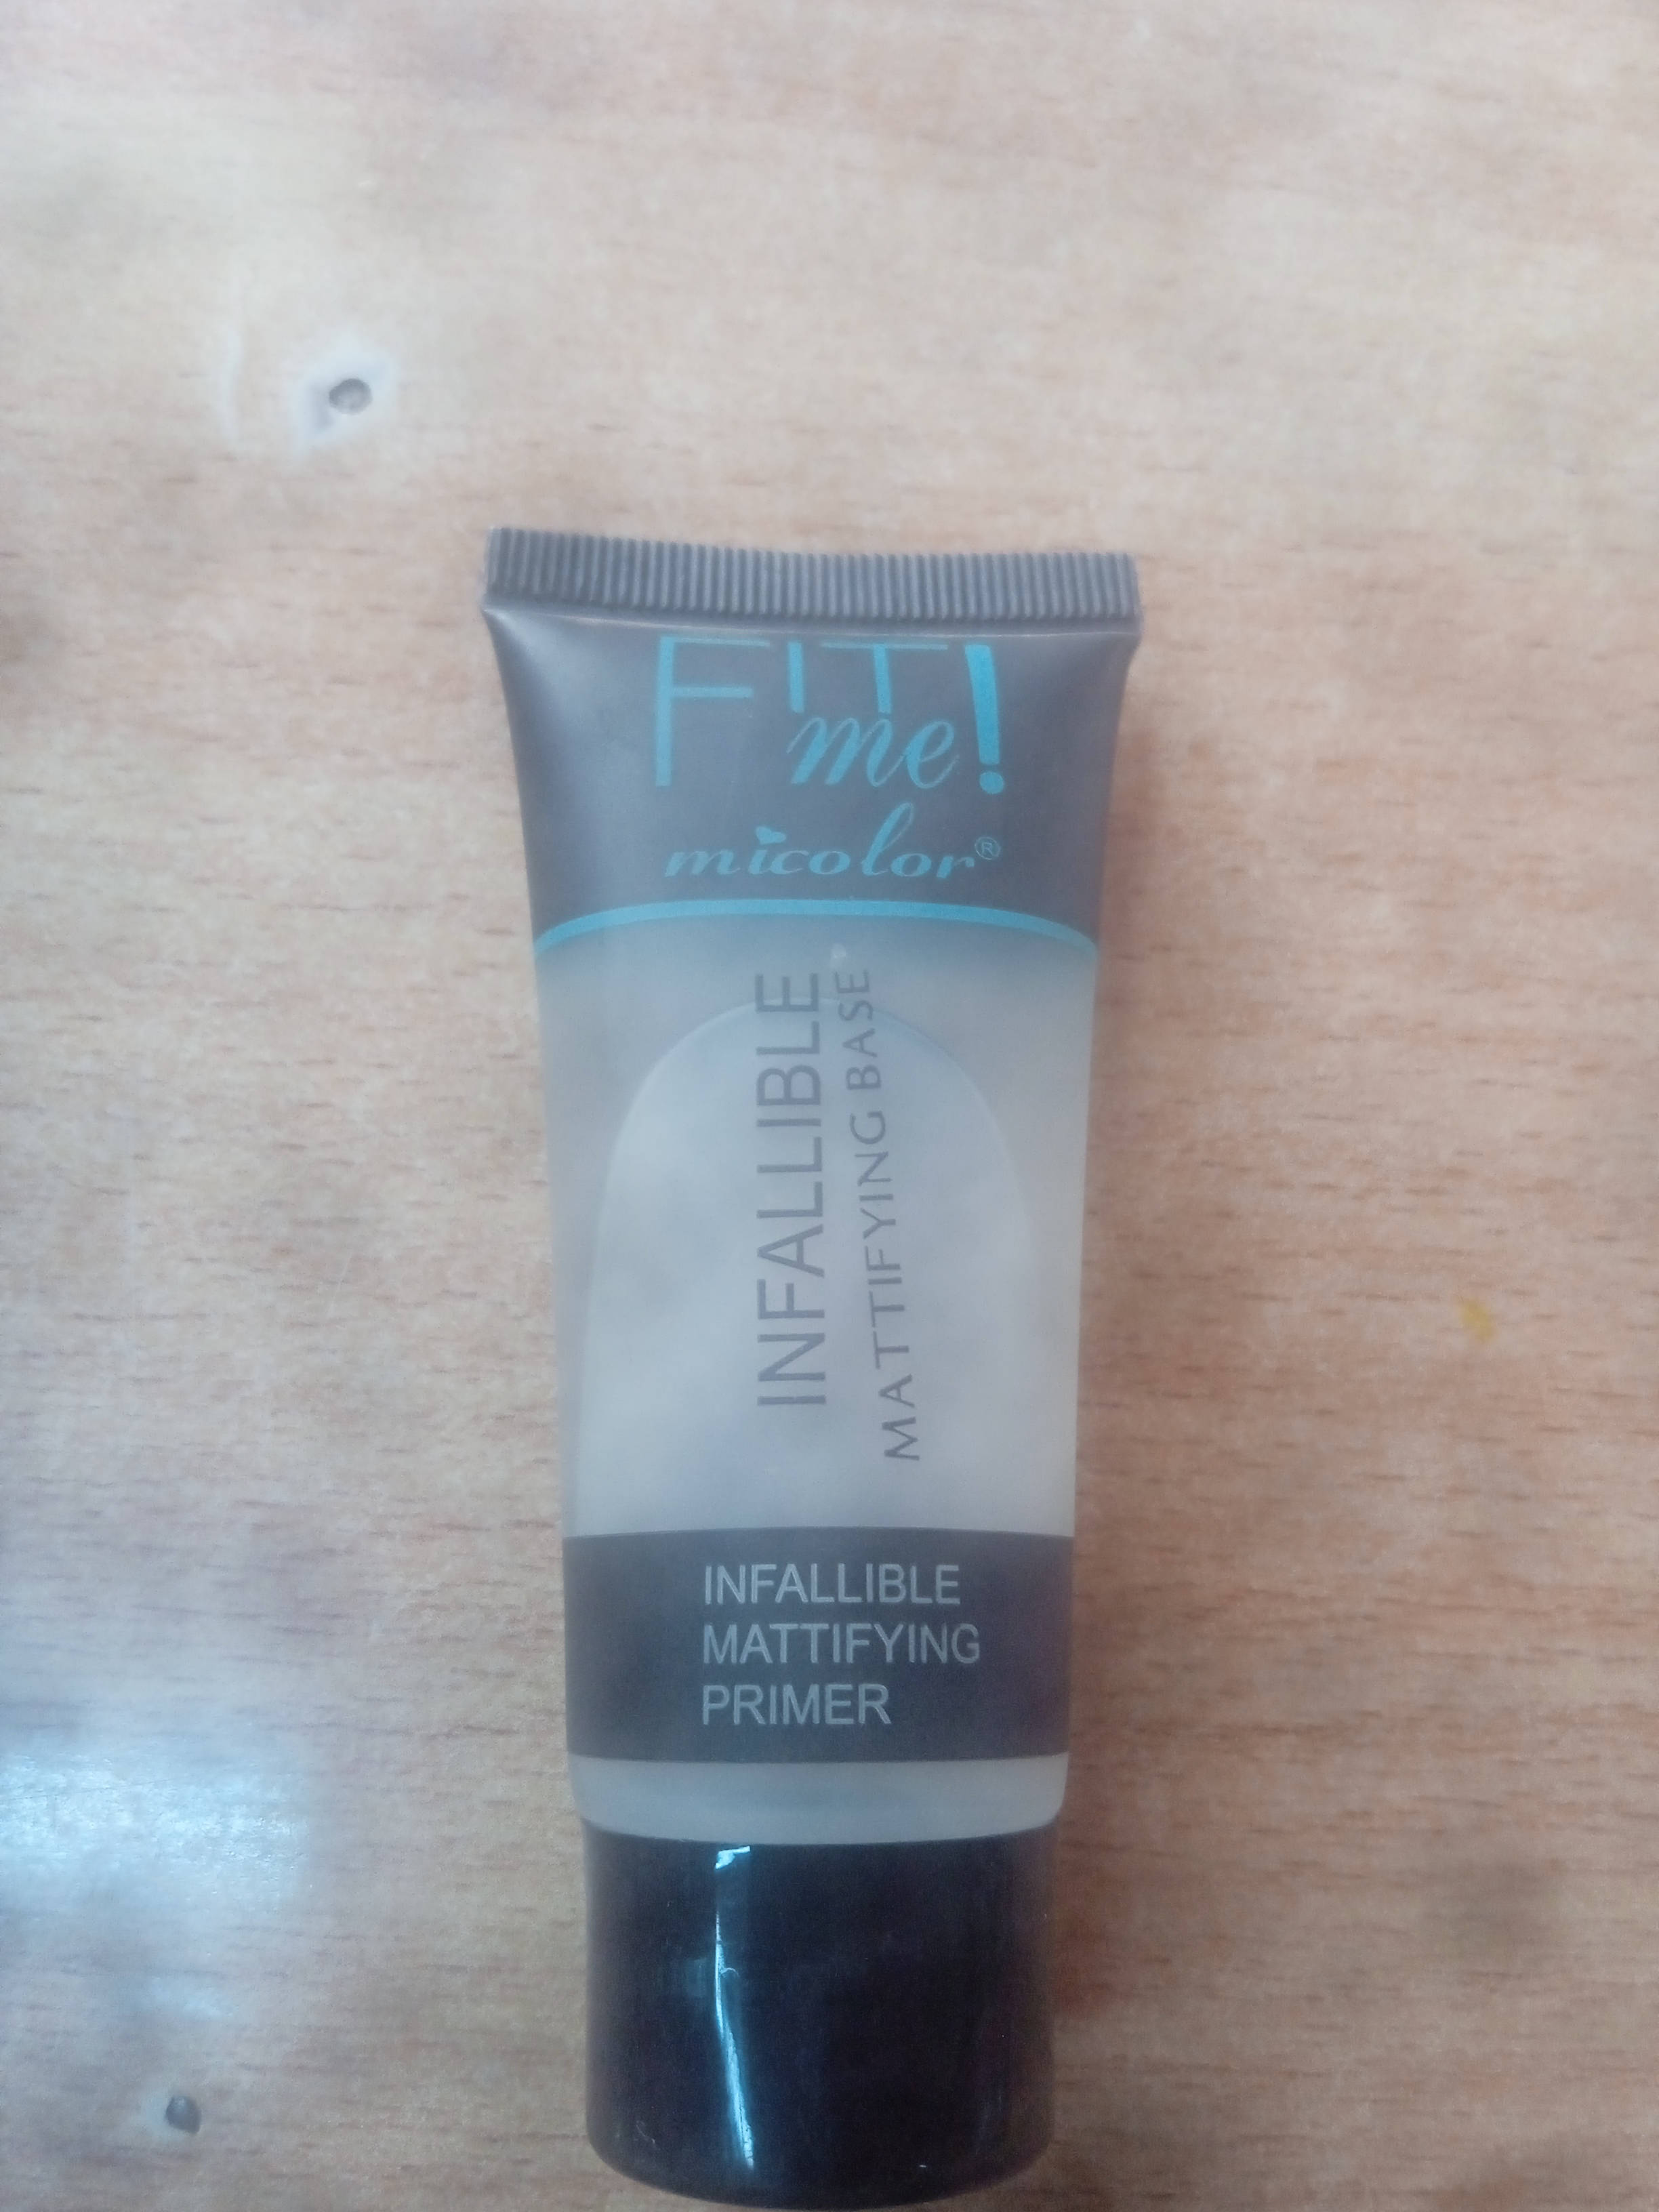 FIT!
me
micolor®
INFALLIBLE
MATTIFYING BASE
INFALLIBLE
MATTIFYING
PRIMER